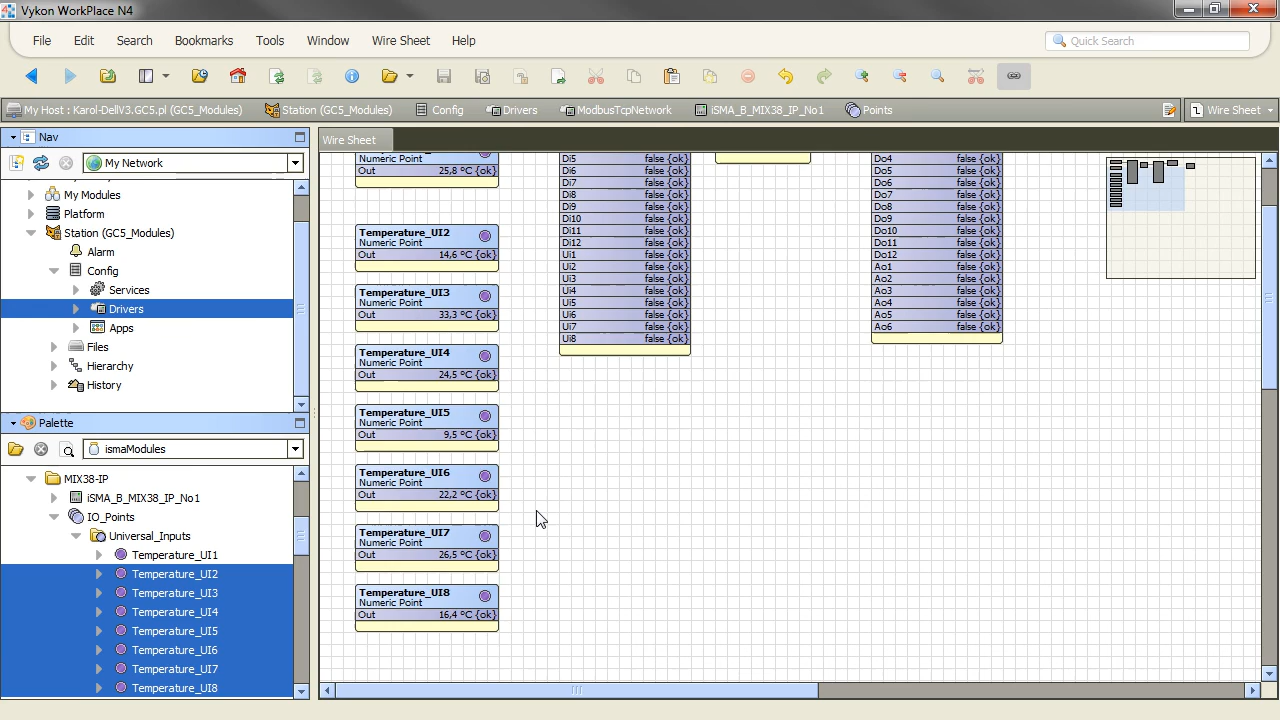 Vykon WorkPlace N4
File Edit Search Bookmarks Tools Window Wire Sheet Help
Quick Search
My Host : Karol-DellV3.GC5.pl (GC5_Modules) Station (GC5_Modules) Config Drivers ModbusTcpNetwork iSMA_B_MIX38_IP_No1 Points Wire Sheet
Nav
My Network
My Modules
Platform
Station (GC5_Modules)
Alarm
Config
Services
Drivers
Apps
Files
Hierarchy
History
Palette
ismaModules
MIX38-IP
iSMA_B_MIX38_IP_No1
IO_Points
Universal_Inputs
Temperature_UI1
Temperature_UI2
Temperature_UI3
Temperature_UI4
Temperature_UI5
Temperature_UI6
Temperature_UI7
Temperature_UI8
Wire Sheet
Numeric Point
Out 25,8 °C {ok}
Temperature_UI2
Numeric Point
Out 14,6 °C {ok}
Temperature_UI3
Numeric Point
Out 33,3 °C {ok}
Temperature_UI4
Numeric Point
Out 24,5 °C {ok}
Temperature_UI5
Numeric Point
Out 9,5 °C {ok}
Temperature_UI6
Numeric Point
Out 22,2 °C {ok}
Temperature_UI7
Numeric Point
Out 26,5 °C {ok}
Temperature_UI8
Numeric Point
Out 16,4 °C {ok}
Di5 false {ok}
Di6 false {ok}
Di7 false {ok}
Di8 false {ok}
Di9 false {ok}
Di10 false {ok}
Di11 false {ok}
Di12 false {ok}
Ui1 false {ok}
Ui2 false {ok}
Ui3 false {ok}
Ui4 false {ok}
Ui5 false {ok}
Ui6 false {ok}
Ui7 false {ok}
Ui8 false {ok}
Do4 false {ok}
Do5 false {ok}
Do6 false {ok}
Do7 false {ok}
Do8 false {ok}
Do9 false {ok}
Do10 false {ok}
Do11 false {ok}
Do12 false {ok}
Ao1 false {ok}
Ao2 false {ok}
Ao3 false {ok}
Ao4 false {ok}
Ao5 false {ok}
Ao6 false {ok}